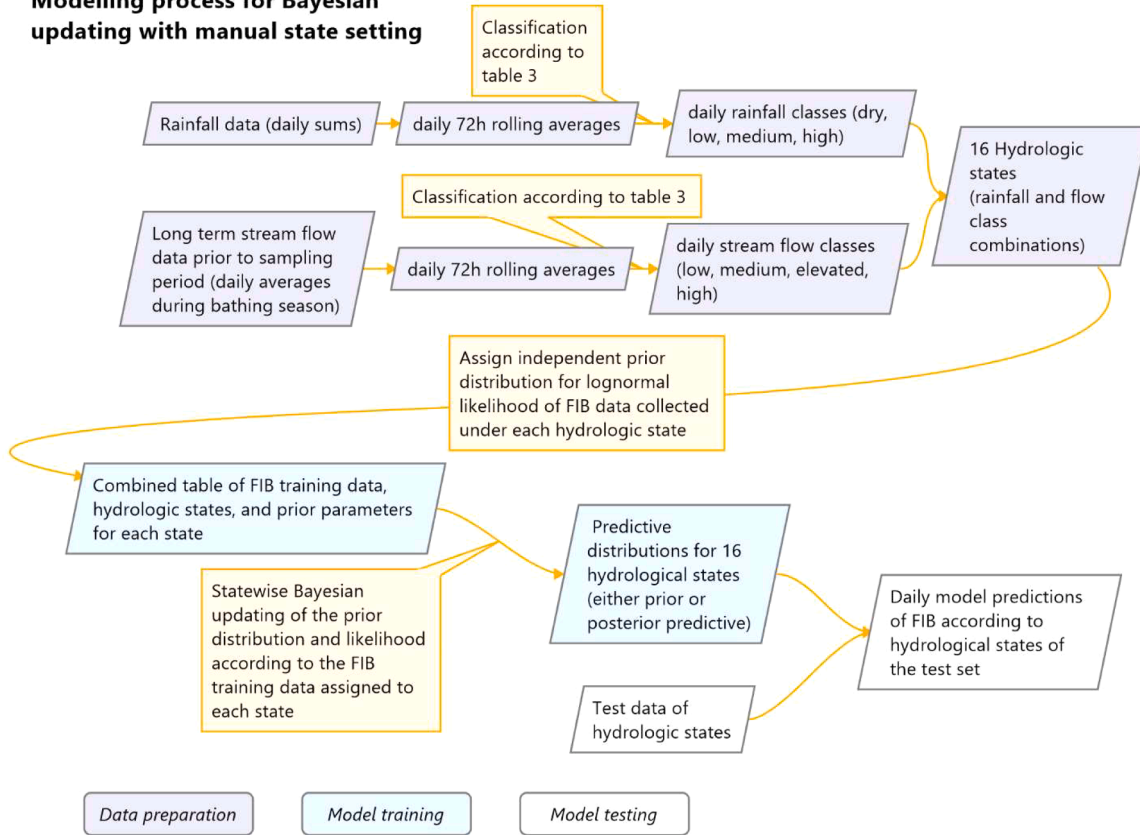 Modelling process for Bayesian
updating with manual state setting
Classification
according to
table 3
Rainfall data (daily sums)
daily 72h rolling averages
daily rainfall classes (dry,
low, medium, high)
16 Hydrologic
states
(rainfall and flow
class
combinations)
Classification according to table 3
Long term stream flow
data prior to sampling
period (daily averages
during bathing season)
daily 72h rolling averages
daily stream flow classes
(low, medium, elevated,
high)
Assign independent prior
distribution for lognormal
likelihood of FIB data collected
under each hydrologic state
Combined table of FIB training data,
hydrologic states, and prior parameters
for each state
Predictive
distributions for 16
hydrological states
(either prior or
posterior predictive)
Statewise Bayesian
updating of the prior
distribution and likelihood
according to the FIB
training data assigned to
each state
Daily model predictions
of FIB according to
hydrological states of
the test set
Test data of
hydrologic states
Data preparation
Model training
Model testing